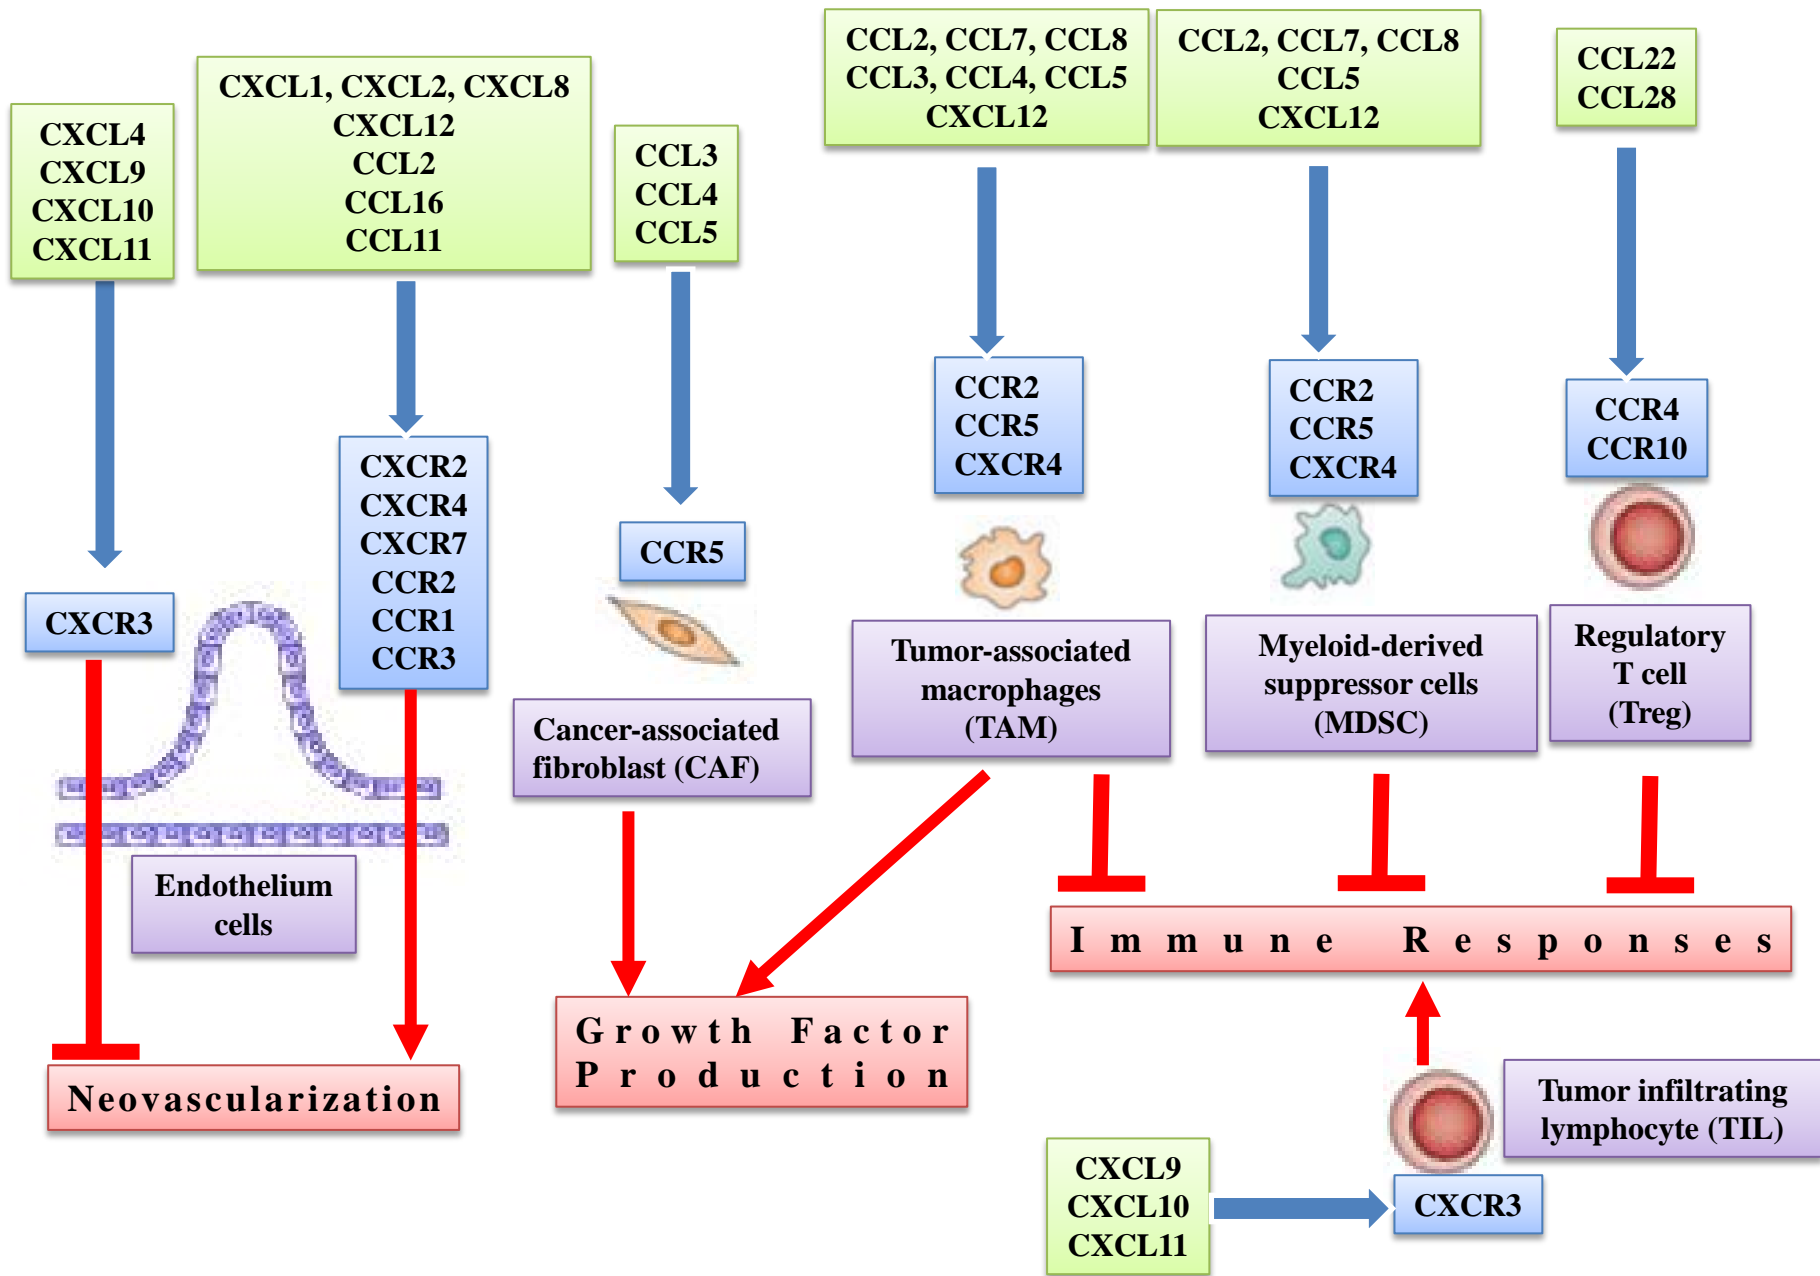 CXCL4
CXCL9
CXCL10
CXCL11
CXCL1, CXCL2, CXCL8
CXCL12
CCL2
CCL16
CCL11
CCL3
CCL4
CCL5
CCL2, CCL7, CCL8
CCL3, CCL4, CCL5
CXCL12
CCL2, CCL7, CCL8
CCL5
CXCL12
CCL22
CCL28
CXCR3
CXCR2
CXCR4
CXCR7
CCR2
CCR1
CCR3
CCR5
CCR2
CCR5
CXCR4
CCR2
CCR5
CXCR4
CCR4
CCR10
Endothelium
cells
Cancer-associated
fibroblast (CAF)
Tumor-associated
macrophages
(TAM)
Myeloid-derived
suppressor cells
(MDSC)
Regulatory
T cell
(Treg)
Neovascularization
Growth Factor
Production
Immune Responses
Tumor infiltrating
lymphocyte (TIL)
CXCL9
CXCL10
CXCL11
CXCR3